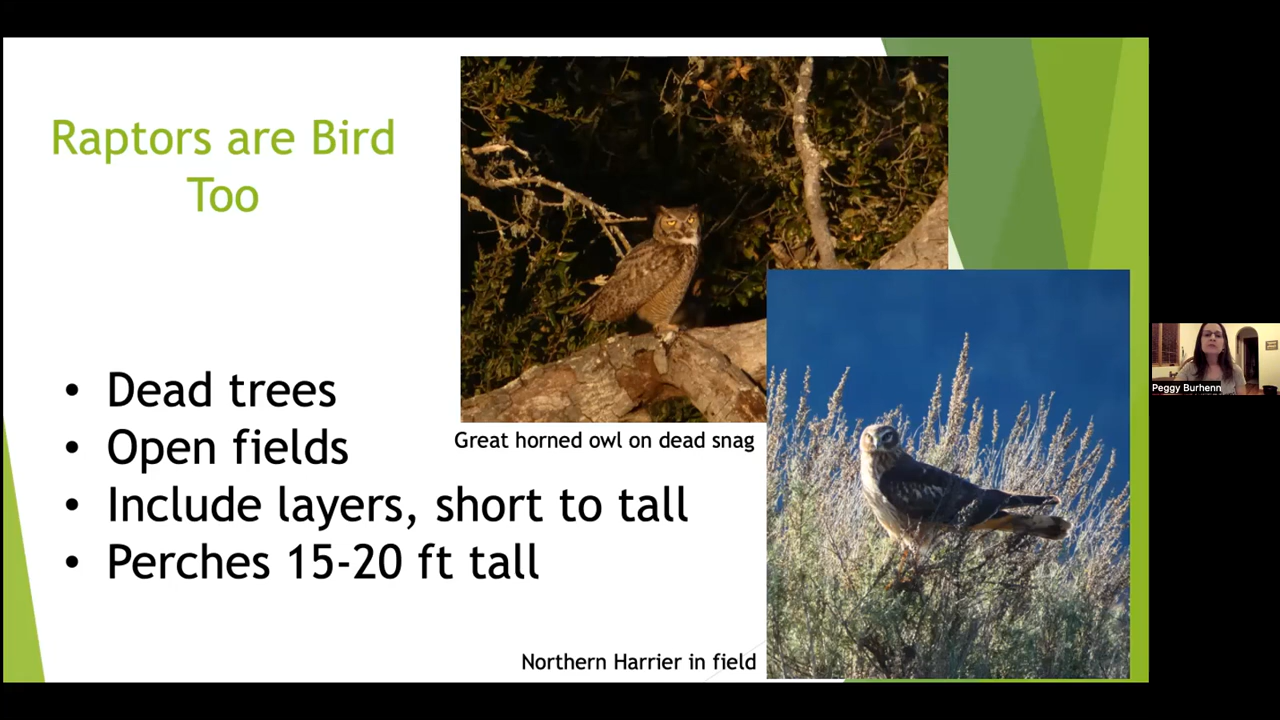 Raptors are Bird
Too
• Dead trees
• Open fields
• Include layers, short to tall
• Perches 15-20 ft tall
Great horned owl on dead snag
Northern Harrier in field
Peggy Burhenn